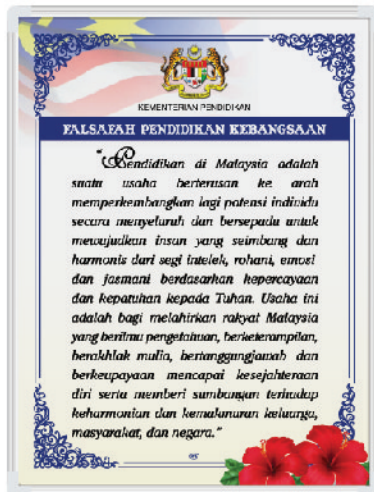 KEMENTERIAN PENDIDIKAN
FALSAFAH PENDIDIKAN KEBANGSAAN
"Pendidikan di Malaysia adalah
suatu usaha berterusan ke arah
memperkembangkan lagi potensi individu
secara menyeluruh dan bersepadu untuk
mewujudkan insan yang seimbang dan
harmonis dari segi intelek, rohani, emosi
dan jasmani berdasarkan kepercayaan
dan kepatuhan kepada Tuhan. Usaha ini
adalah bagi melahirkan rakyat Malaysia
yang berilmu pengetahuan, berketerampilan,
berakhlak mulia, bertanggungjawab dan
berkeupayaan mencapai kesejahteraan
diri serta memberi sumbangan terhadap
keharmonian dan kemakmuran keluarga,
masyarakat, dan negara."